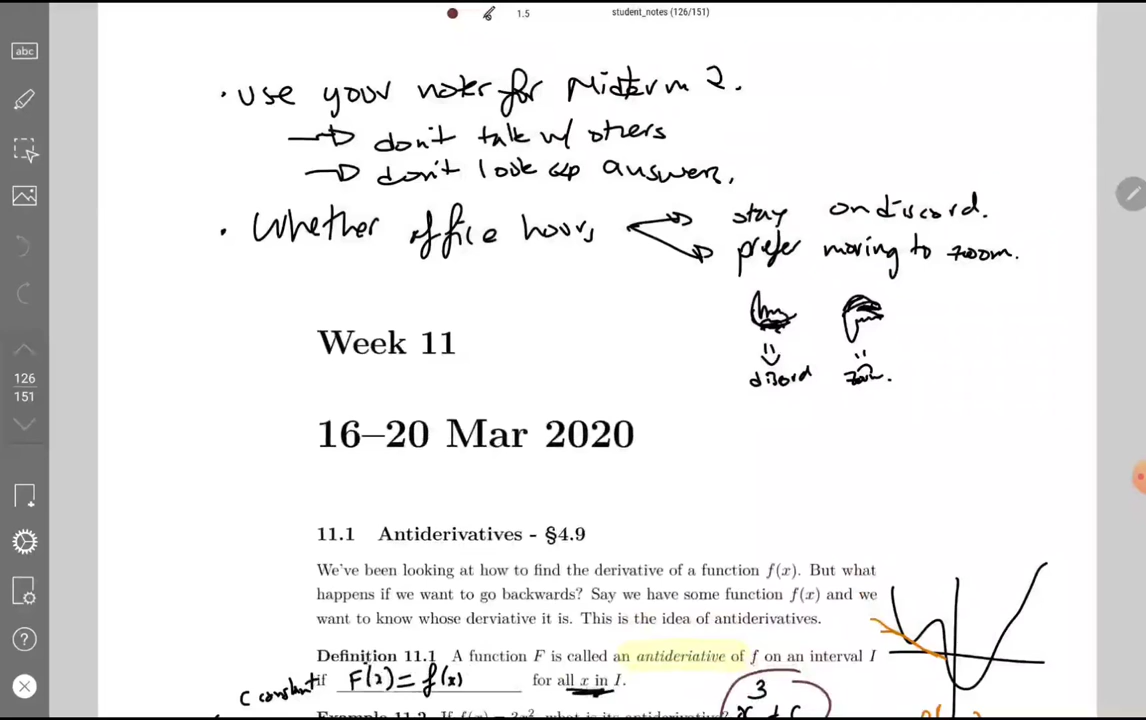 1.5 student_notes (126/151)
abc
· use your notes for Midterm 2.
→ don't talk w/ others
→ don't look up answers.
· Whether office hours
stay on discord.
prefer moving to zoom.
discord zoom.
126
151
Week 11
16–20 Mar 2020
11.1 Antiderivatives - §4.9
We've been looking at how to find the derivative of a function f(x). But what
happens if we want to go backwards? Say we have some function f(x) and we
want to know whose derviative it is. This is the idea of antiderivatives.
Definition 11.1 A function F is called an antideriative of f on an interval I
if F'(x) = f(x) for all x in I.
C constant
3
x + c